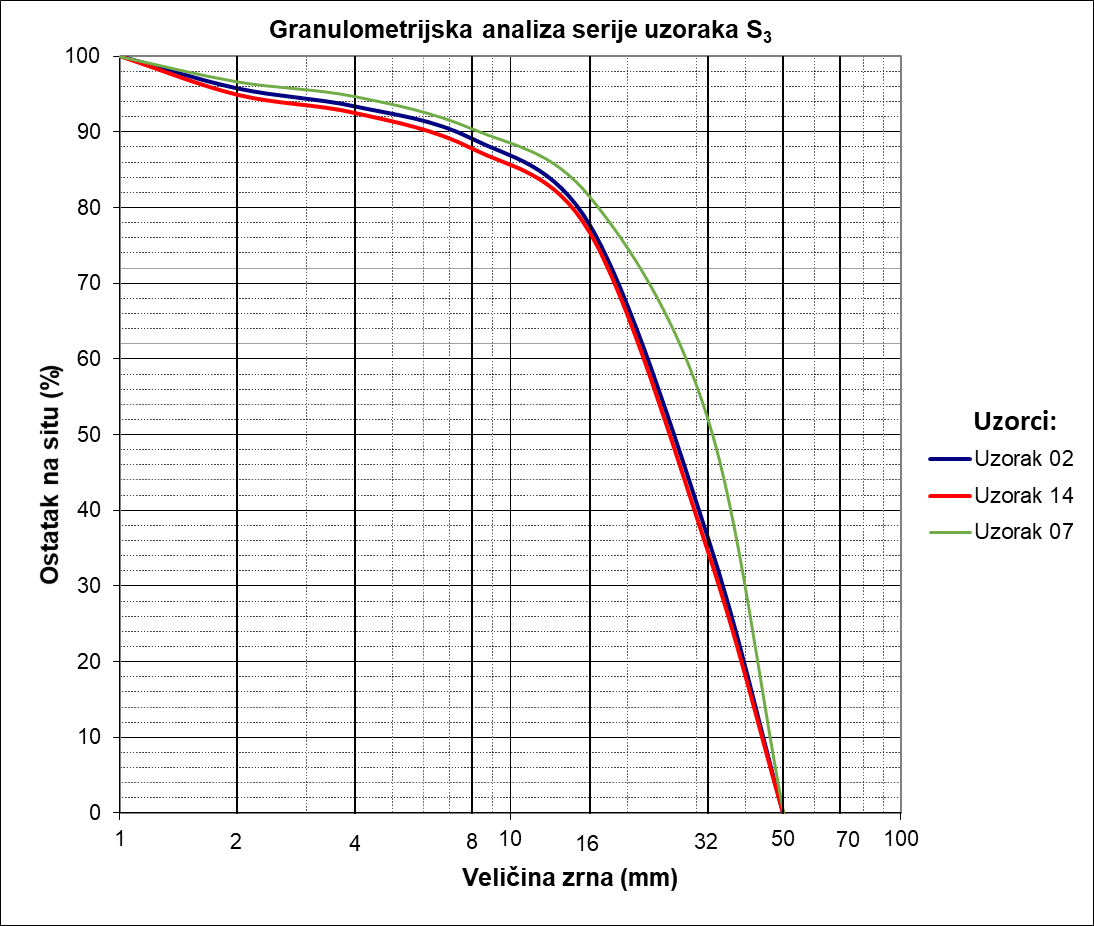 Granulometrijska analiza serije uzoraka S₃
Ostatak na situ (%)
100
90
80
70
60
50
40
30
20
10
0
1 2 4 8 10 16 32 50 70 100
Veličina zrna (mm)
Uzorci:
Uzorak 02
Uzorak 14
Uzorak 07